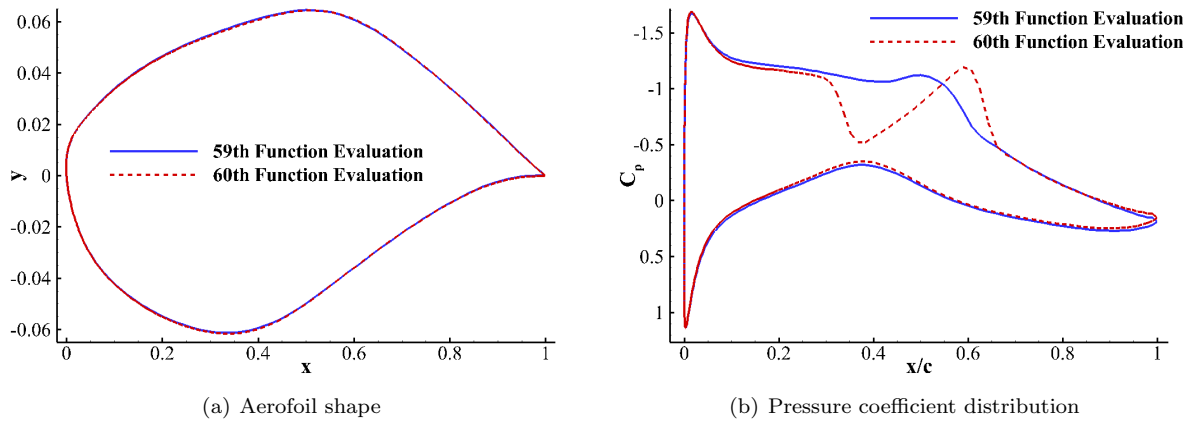 0.06
0.04
0.02
0
-0.02
-0.04
-0.06
y
59th Function Evaluation
60th Function Evaluation
0 0.2 0.4 0.6 0.8 1
x
(a) Aerofoil shape
-1.5
-1
-0.5
0
0.5
1
Cp
59th Function Evaluation
60th Function Evaluation
0 0.2 0.4 0.6 0.8 1
x/c
(b) Pressure coefficient distribution